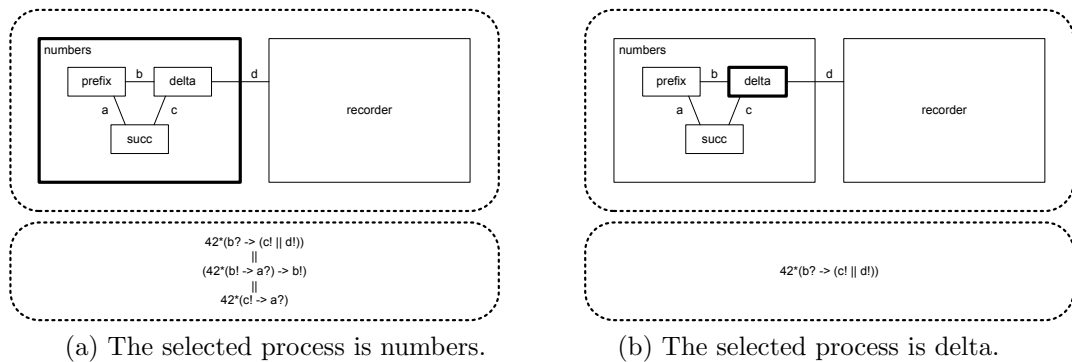 numbers
prefix
b
delta
d
a
c
succ
recorder
42*(b? -> (c! || d!))
||
(42*(b! -> a?) -> b!)
||
42*(c! -> a?)
(a) The selected process is numbers.
numbers
prefix
b
delta
d
a
c
succ
recorder
42*(b? -> (c! || d!))
(b) The selected process is delta.